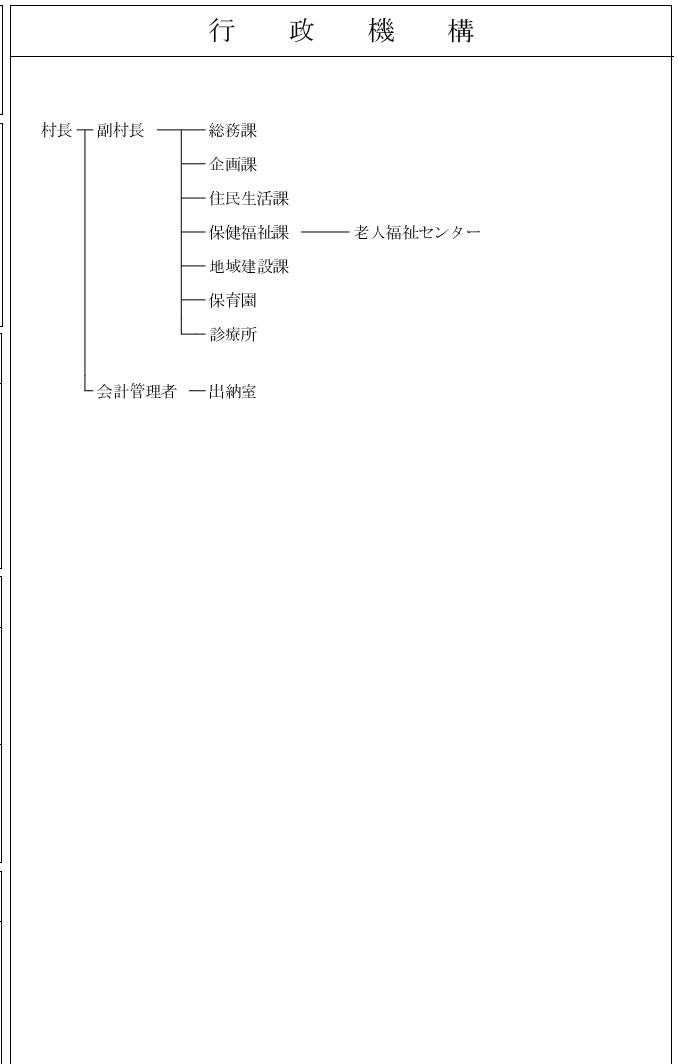 行政機構
村長 副村長 総務課
企画課
住民生活課
保健福祉課 老人福祉センター
地域建設課
保育園
診療所
会計管理者 出納室